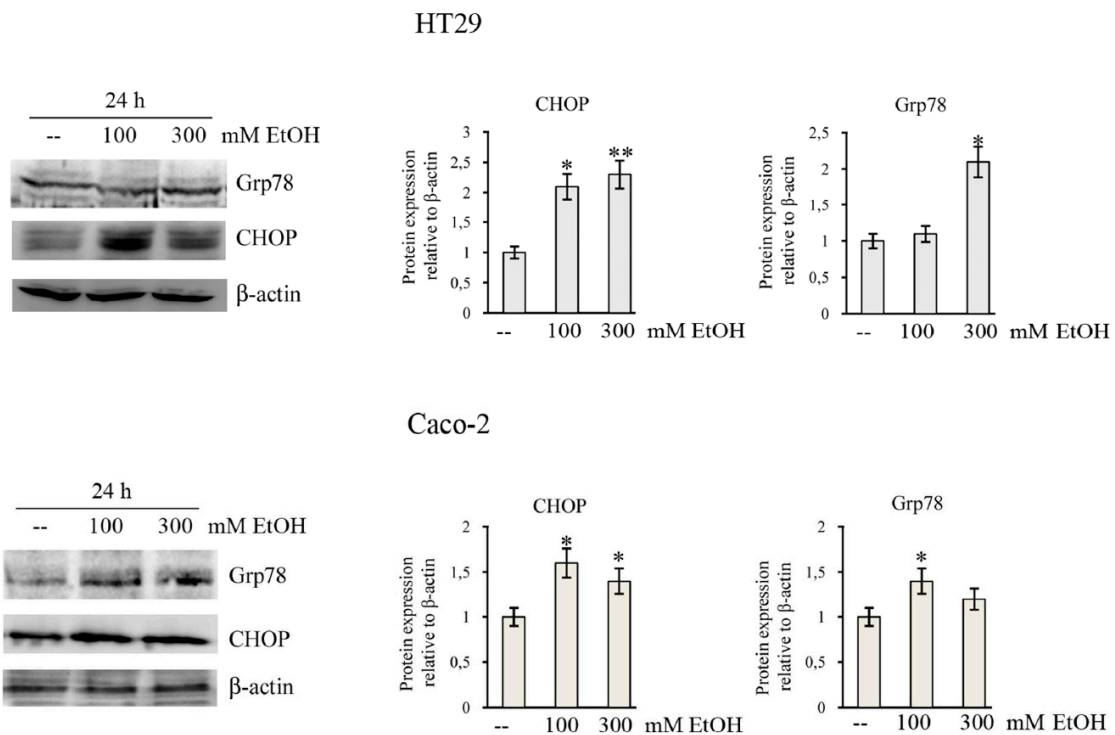 HT29
24 h
-- 100 300 mM EtOH
Grp78
CHOP
β-actin
CHOP
Protein expression
relative to β-actin
3
2,5
2
1,5
1
0,5
0
* **
-- 100 300 mM EtOH
Grp78
Protein expression
relative to β-actin
2,5
2
1,5
1
0,5
0
*
-- 100 300 mM EtOH
Caco-2
24 h
-- 100 300 mM EtOH
Grp78
CHOP
β-actin
CHOP
Protein expression
relative to β-actin
2
1,5
1
0,5
0
* *
-- 100 300 mM EtOH
Grp78
Protein expression
relative to β-actin
2
1,5
1
0,5
0
*
-- 100 300 mM EtOH